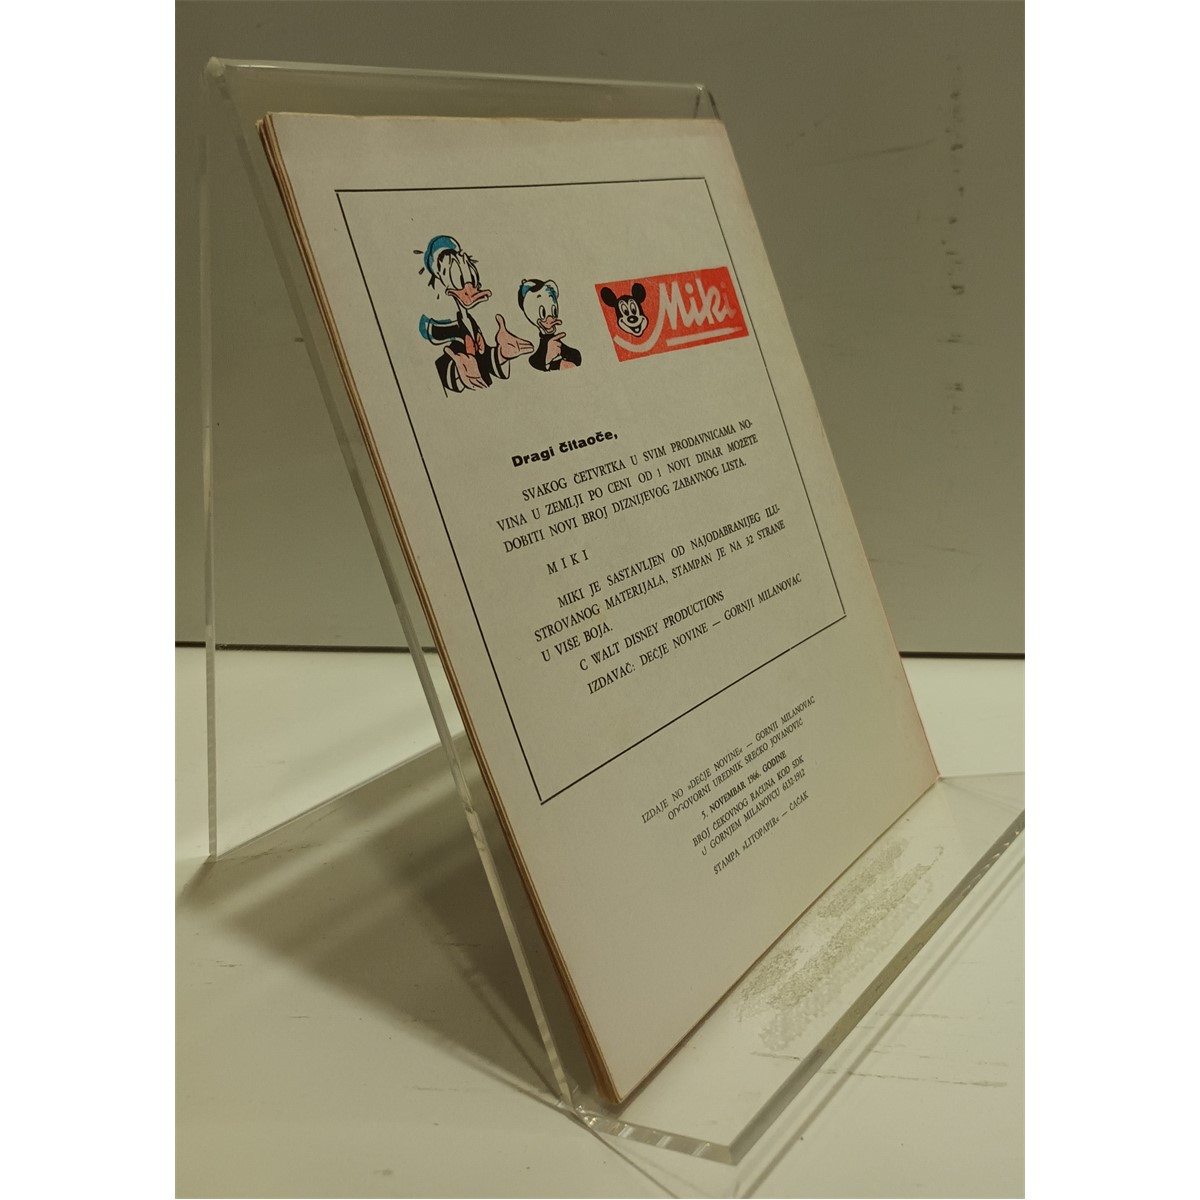 Miki
Dragi čitaoče,
SVAKOG ČETVRTKA U SVIM PRODAVNICAMA NO-
VINA U ZEMLJI PO CENI OD 1 NOVI DINAR MOŽETE
DOBITI NOVI BROJ DIZNIJEVOG ZABAVNOG LISTA.
MIKI
MIKI JE SASTAVLJEN OD NAJODABRANIJEG ILU-
STROVANOG MATERIJALA, ŠTAMPAN JE NA 32 STRANE
U VIŠE BOJA.
C WALT DISNEY PRODUCTIONS
IZDAVAČ: DEČJE NOVINE — GORNJI MILANOVAC
IZDAJE NO »DEČJE NOVINE« — GORNJI MILANOVAC
ODGOVORNI UREDNIK SREĆKO JOVANOVIĆ
5. NOVEMBAR 1966. GODINE
BROJ ČEKOVNOG RAČUNA KOD SDK
U GORNJEM MILANOVCU 6132-1912
ŠTAMPA »LITOPAPIR« — ČAČAK